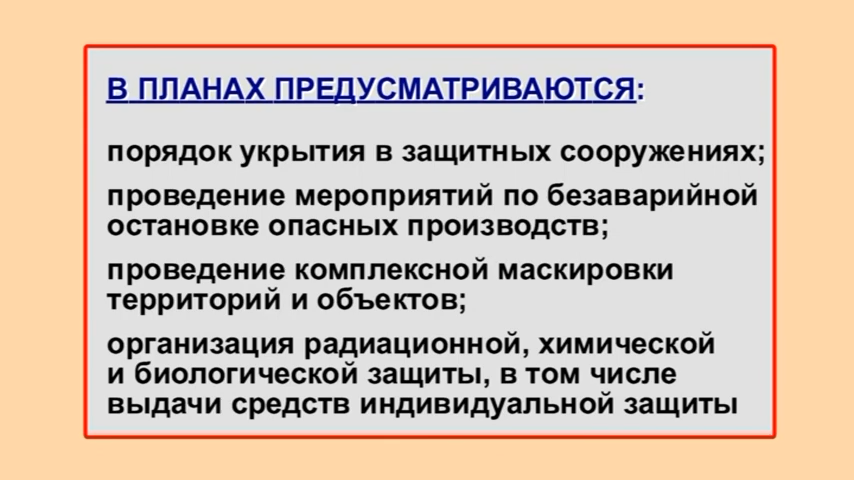 В ПЛАНАХ ПРЕДУСМАТРИВАЮТСЯ:
порядок укрытия в защитных сооружениях;
проведение мероприятий по безаварийной
остановке опасных производств;
проведение комплексной маскировки
территорий и объектов;
организация радиационной, химической
и биологической защиты, в том числе
выдачи средств индивидуальной защиты